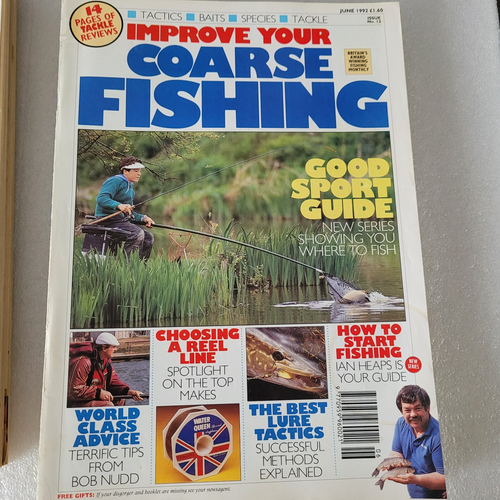 14
PAGES OF
TACKLE
REVIEWS
TACTICS BAITS SPECIES TACKLE
JUNE 1992 £1.60
ISSUE
No. 13
IMPROVE YOUR
COARSE
FISHING
BRITAIN'S
AWARD
WINNING
FISHING
MONTHLY
GOOD
SPORT
GUIDE
NEW SERIES
SHOWING YOU
WHERE TO FISH
WORLD
CLASS
ADVICE
TERRIFIC TIPS
FROM
BOB NUDD
CHOOSING
A REEL
LINE
SPOTLIGHT
ON THE TOP
MAKES
WATER
QUEEN
THE BEST
LURE
TACTICS
SUCCESSFUL
METHODS
EXPLAINED
HOW TO
START
FISHING
NEW
SERIES
IAN HEAPS IS
YOUR GUIDE
FREE GIFTS: If your disgorger and booklet are missing see your newsagent.